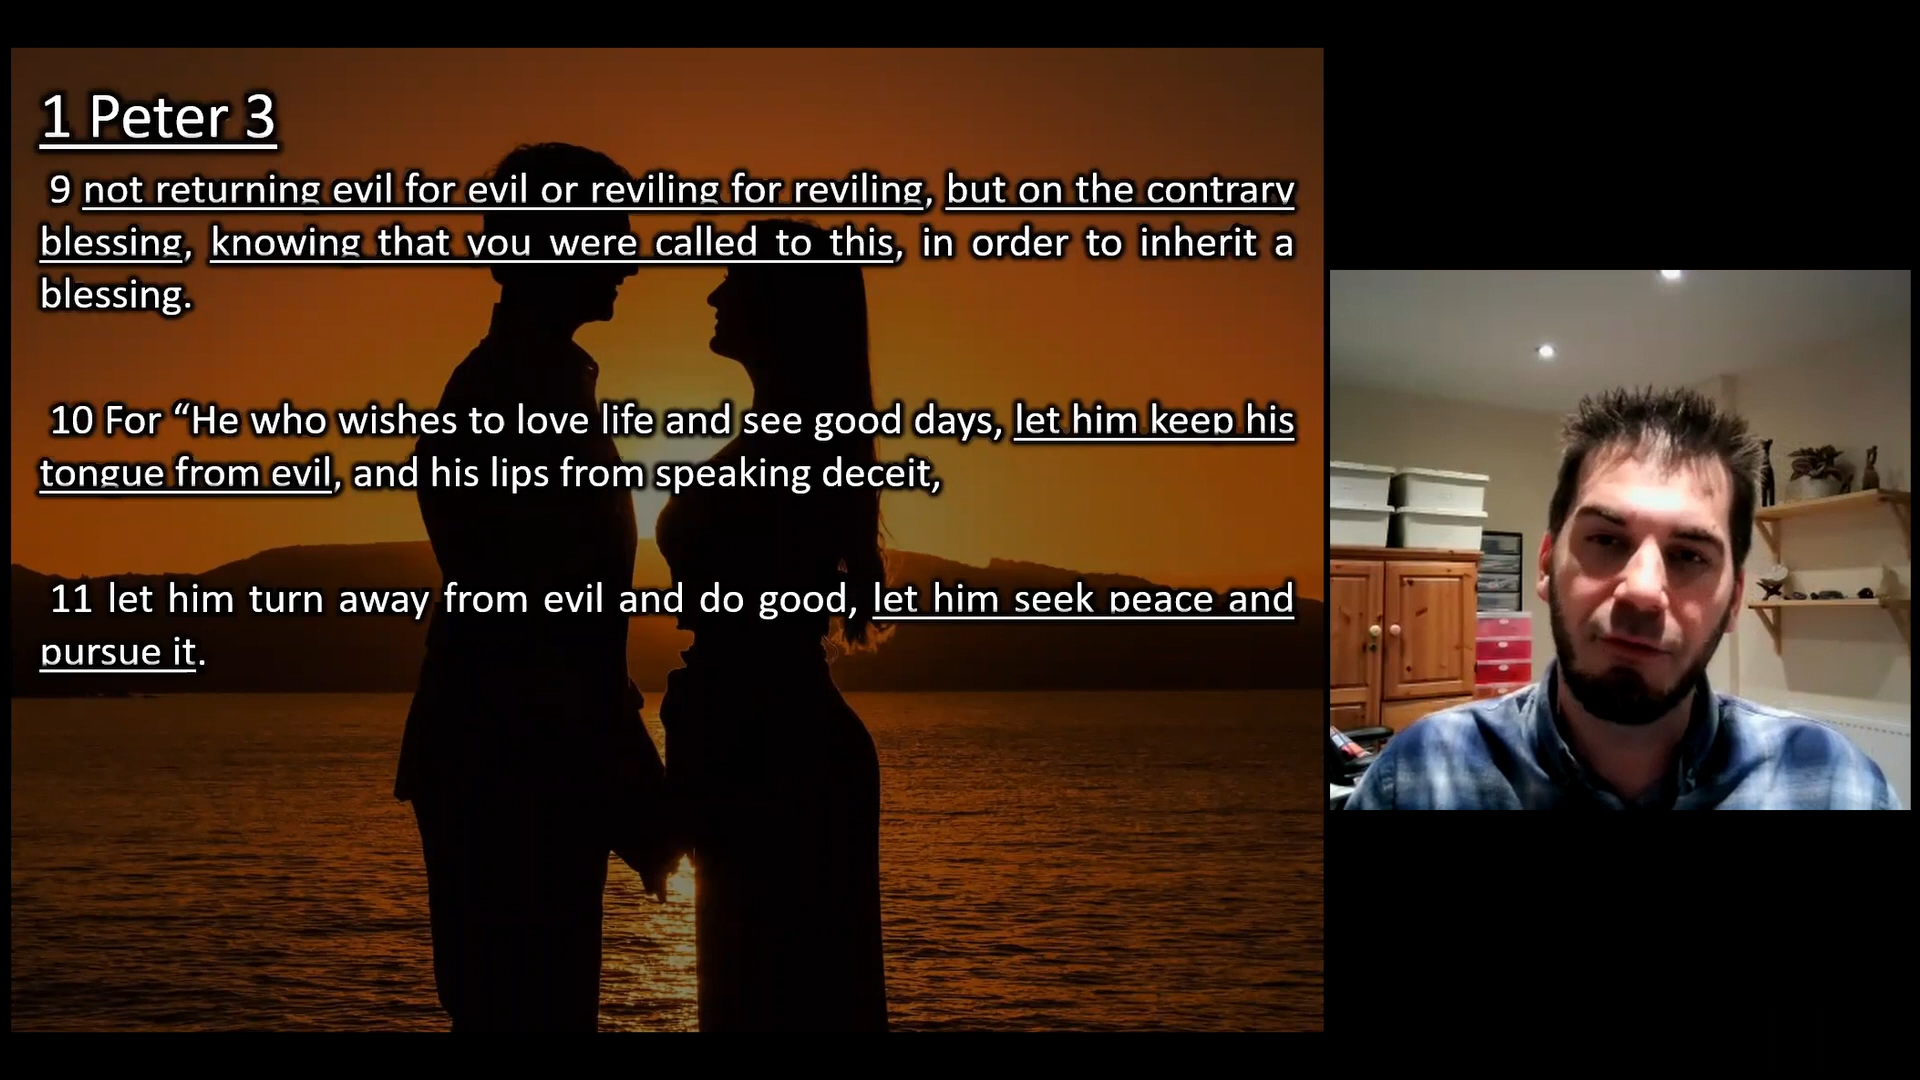 1 Peter 3
9 not returning evil for evil or reviling for reviling, but on the contrary
blessing, knowing that you were called to this, in order to inherit a
blessing.
10 For “He who wishes to love life and see good days, let him keep his
tongue from evil, and his lips from speaking deceit,
11 let him turn away from evil and do good, let him seek peace and
pursue it.